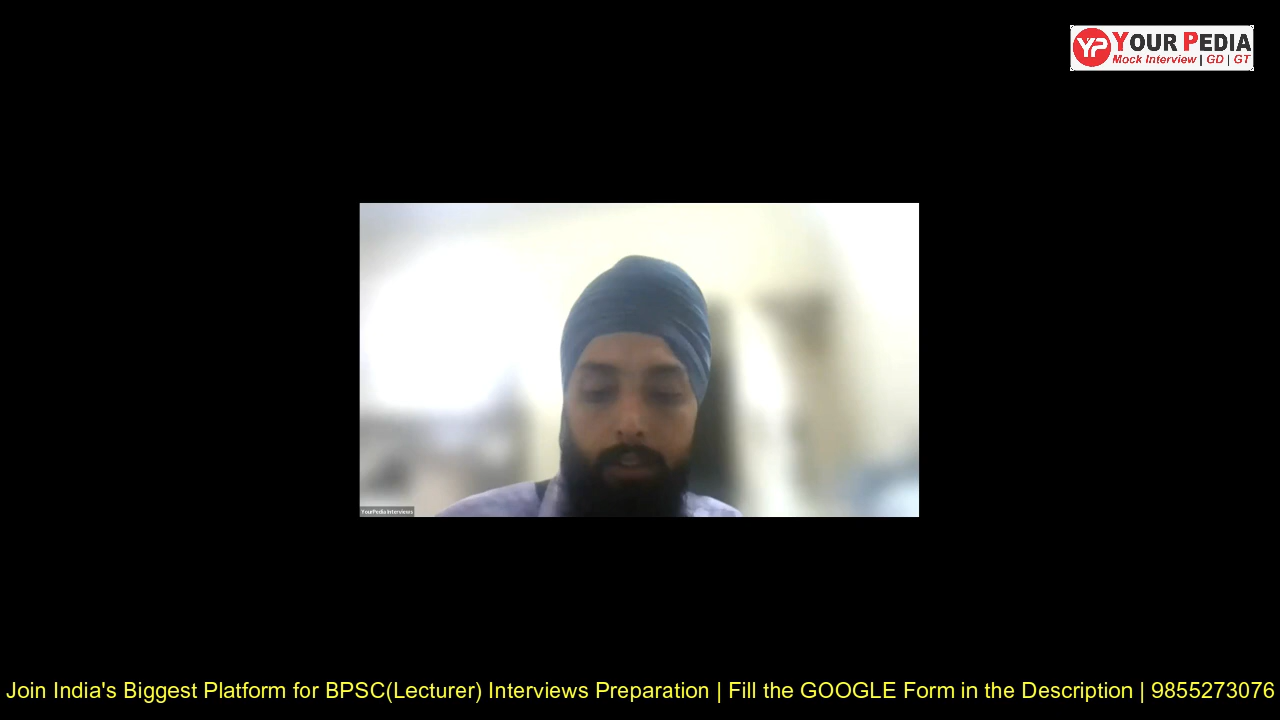 YP YOUR PEDIA
Mock Interview | GD | GT
YourPedia Interviews
Join India's Biggest Platform for BPSC(Lecturer) Interviews Preparation | Fill the GOOGLE Form in the Description | 9855273076